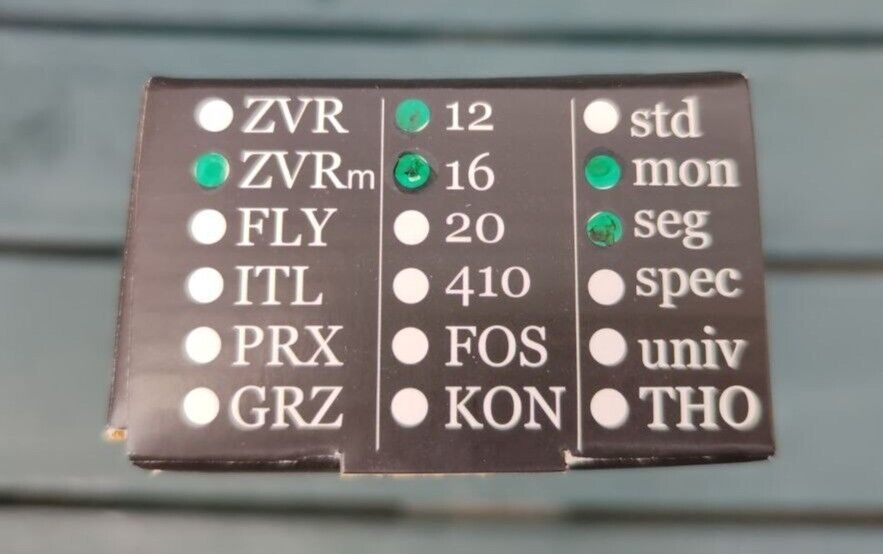 ZVR 12 std
ZVRm 16 mon
FLY 20 seg
ITL 410 spec
PRX FOS univ
GRZ KON THO